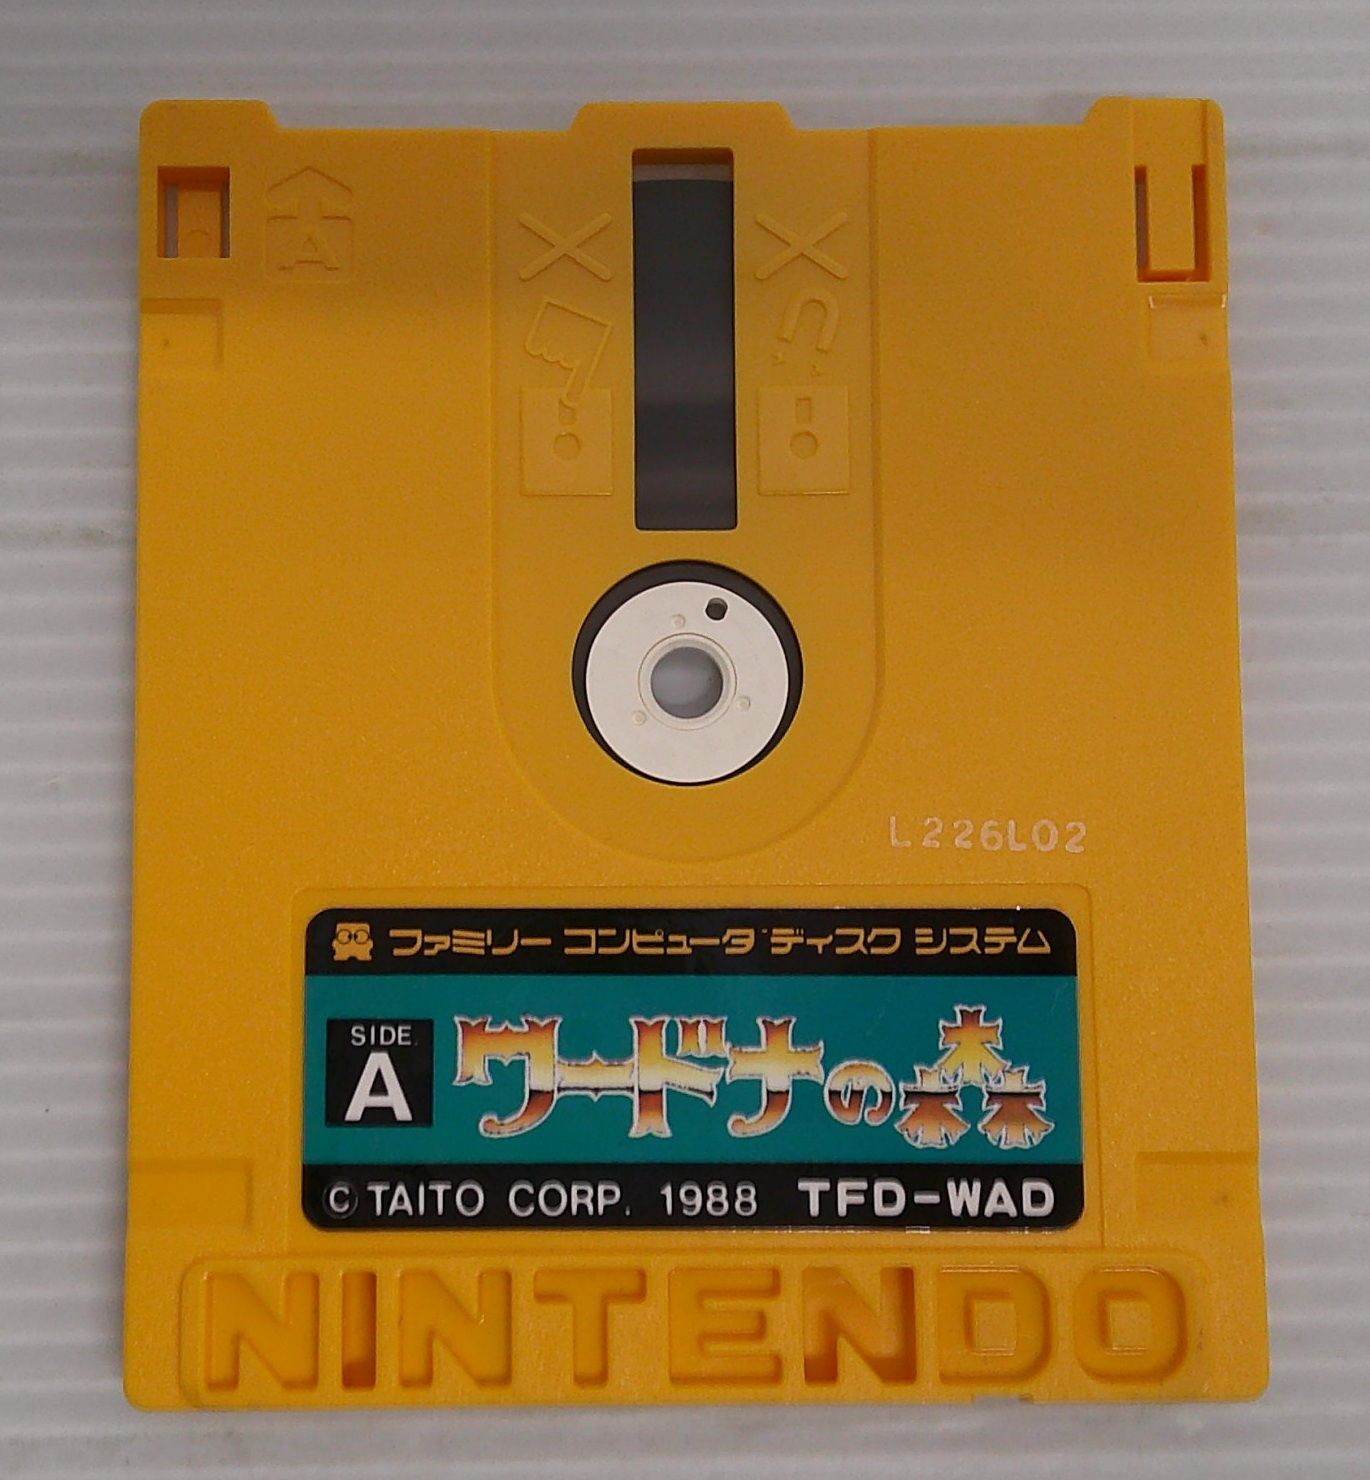 A
L226L02
ファミリー コンピュータ ディスク システム
SIDE A
ワードナの森
© TAITO CORP. 1988 TFD-WAD
NINTENDO